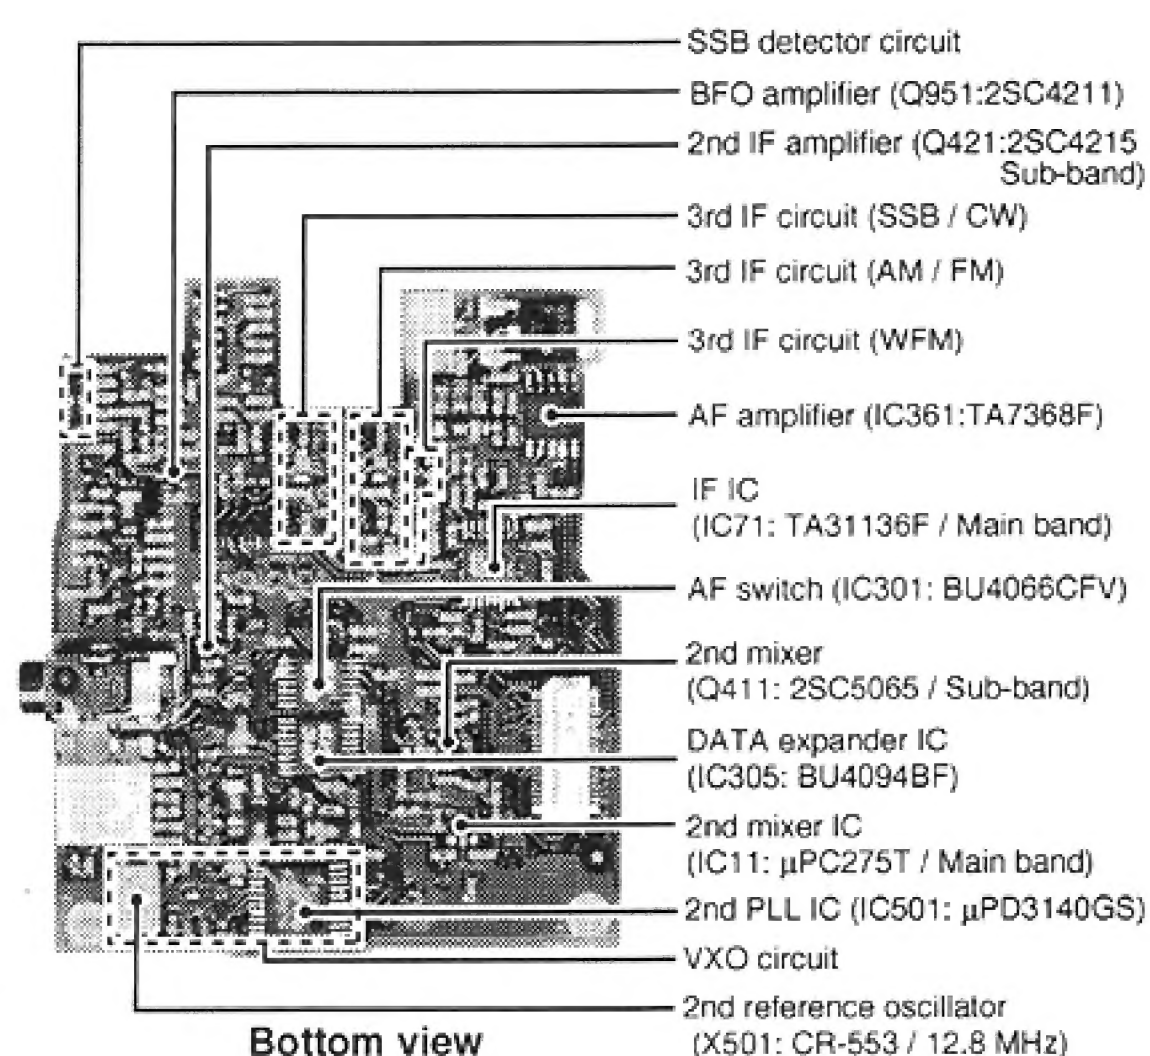 SSB detector circuit
BFO amplifier (Q951:2SC4211)
2nd IF amplifier (Q421:2SC4215
Sub-band)
3rd IF circuit (SSB / CW)
3rd IF circuit (AM / FM)
3rd IF circuit (WFM)
AF amplifier (IC361:TA7368F)
IF IC
(IC71: TA31136F / Main band)
AF switch (IC301: BU4066CFV)
2nd mixer
(Q411: 2SC5065 / Sub-band)
DATA expander IC
(IC305: BU4094BF)
2nd mixer IC
(IC11: µPC275T / Main band)
2nd PLL IC (IC501: µPD3140GS)
VXO circuit
2nd reference oscillator
(X501: CR-553 / 12.8 MHz)
Bottom view